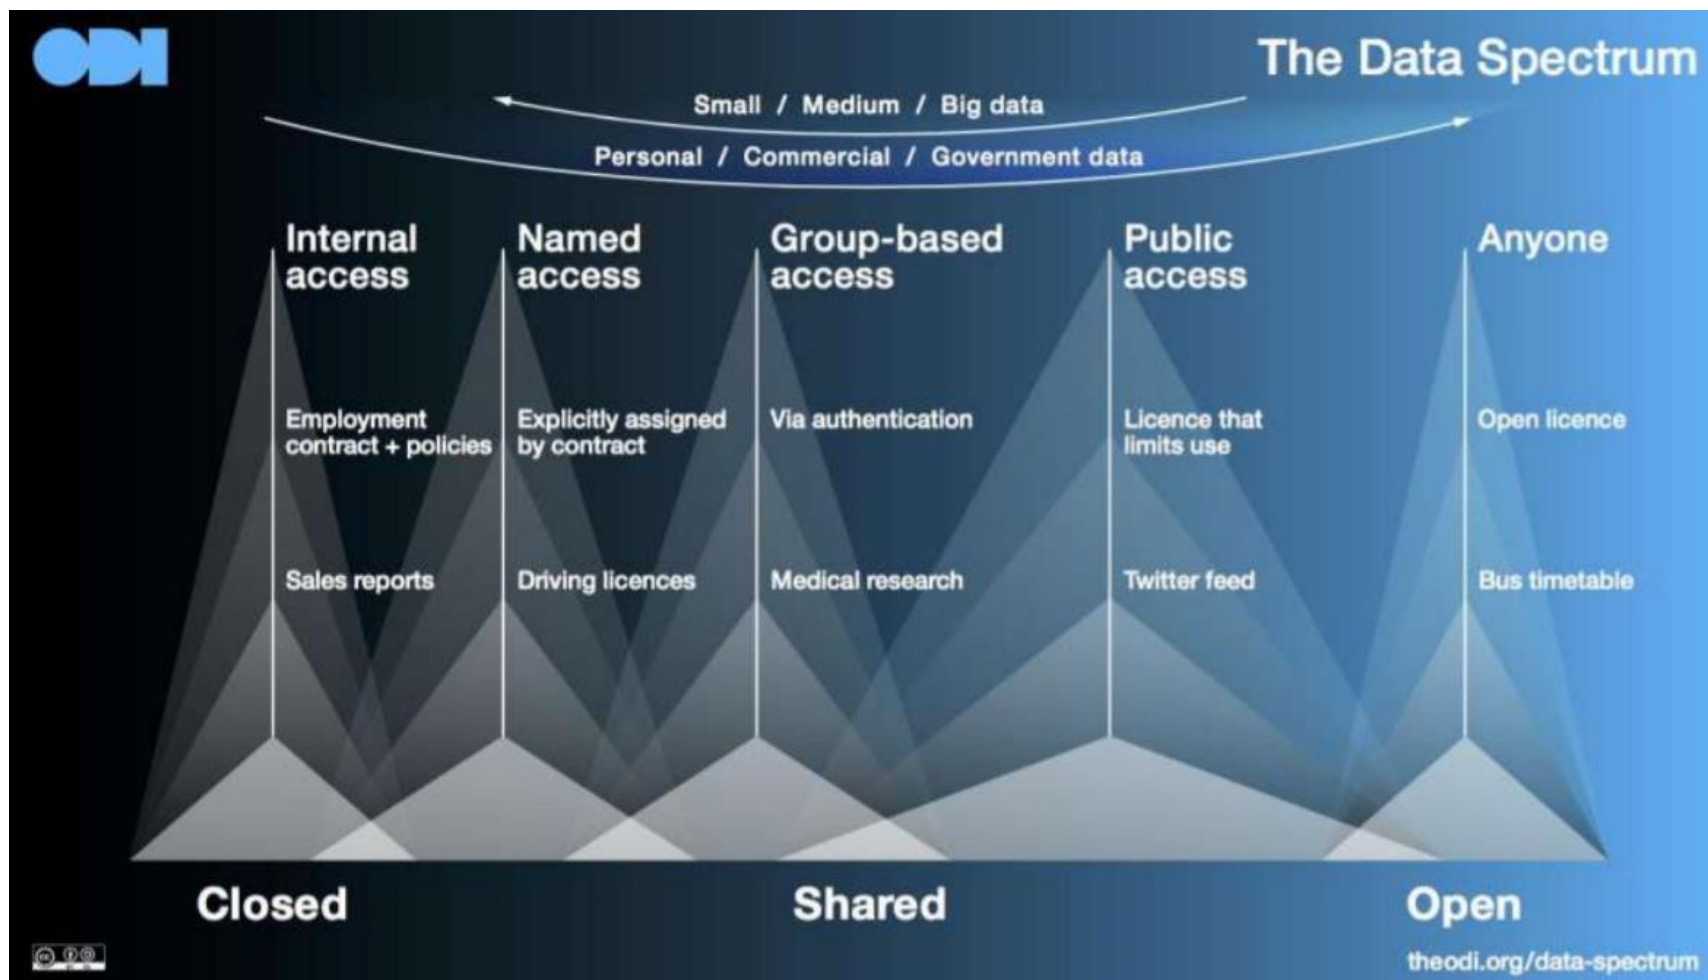 ODI
The Data Spectrum
Small / Medium / Big data
Personal / Commercial / Government data
Internal
access
Named
access
Group-based
access
Public
access
Anyone
Employment
contract + policies
Explicitly assigned
by contract
Via authentication
Licence that
limits use
Open licence
Sales reports
Driving licences
Medical research
Twitter feed
Bus timetable
Closed
Shared
Open
theodi.org/data-spectrum